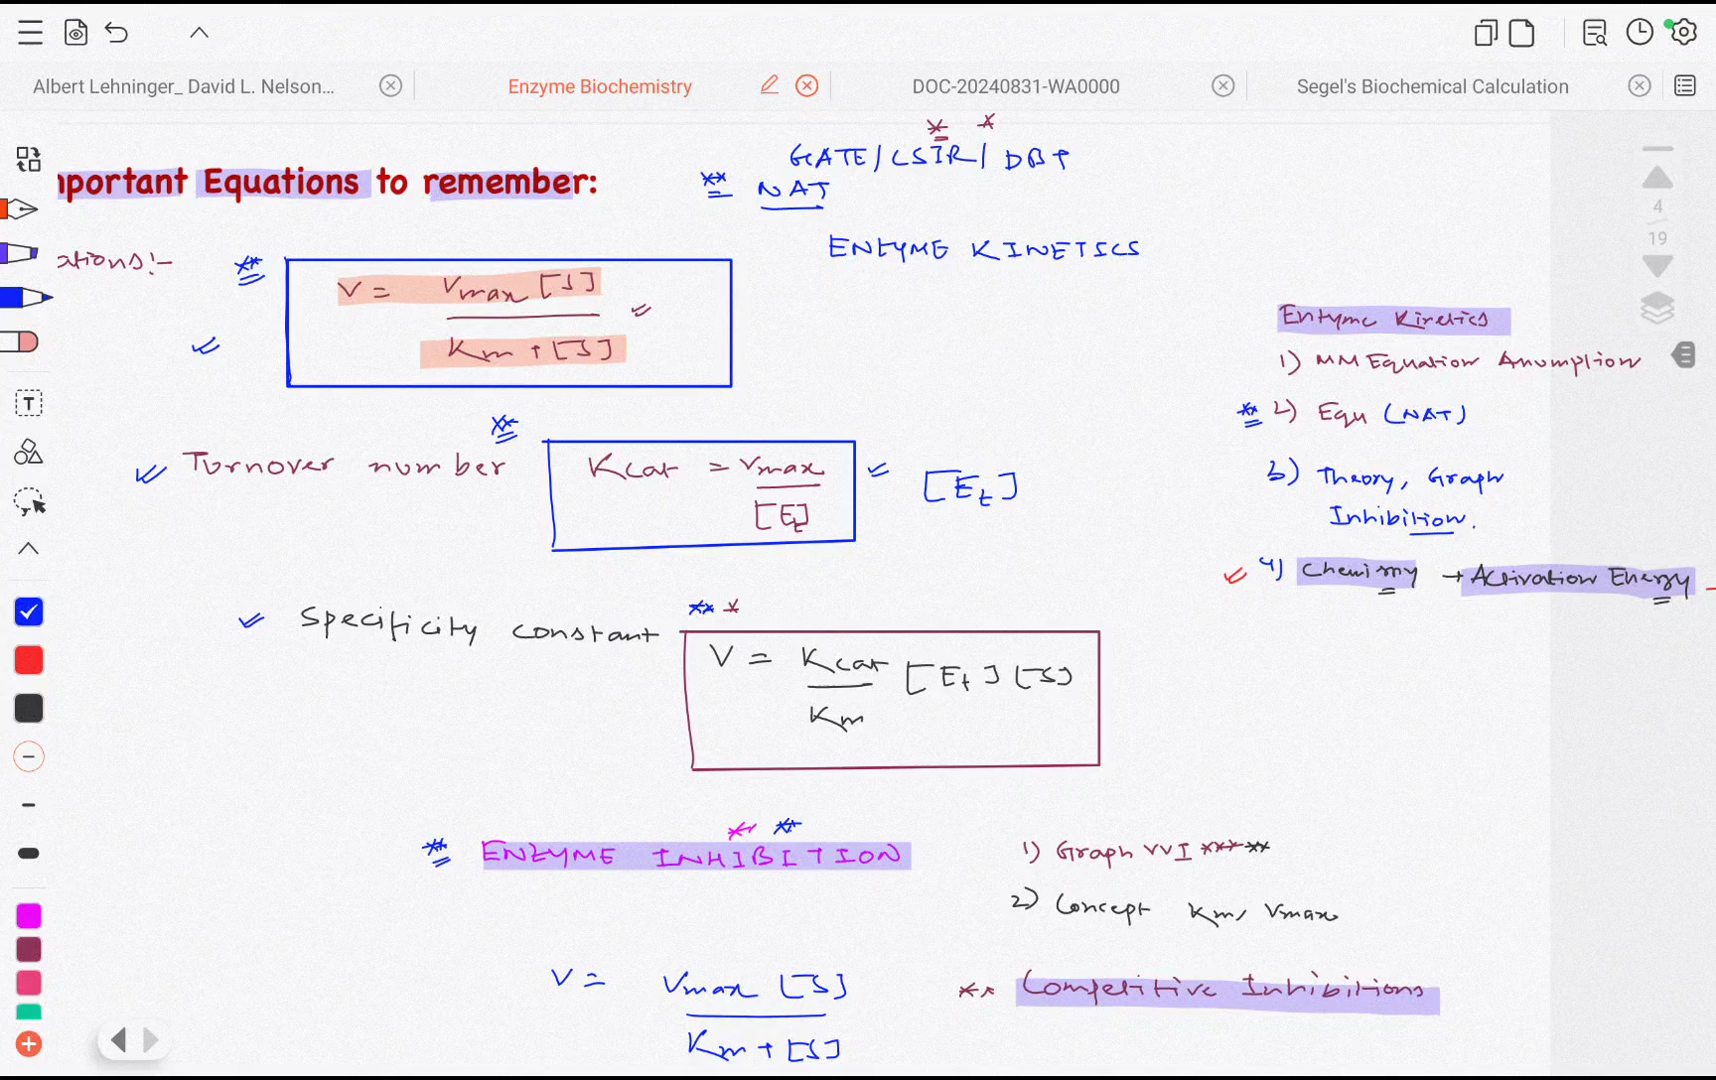 Albert Lehninger_ David L. Nelson...
Enzyme Biochemistry
DOC-20240831-WA0000
Segel's Biochemical Calculation
GATE/CSIR/ DBT
nportant Equations to remember:
** NAT
ENZYME KINETICS
ations:-
**
V = Vmax [S]
Km + [S]
4
19
Enzyme Kinetics
1) MM Equation Assumption
** 2) Equ (NAT)
3) Theory, Graph
Inhibition.
4) Chemistry → Activation Energy
**
Turnover number Kcat = Vmax
[Et]
[Et]
** *
Specificity constant V = Kcat [Et] [S]
Km
** ENZYME INHIBITION
1) Graph VVI *****
2) Concept Km, Vmax
V = Vmax [S]
Km + [S]
** Competitive Inhibitions
T